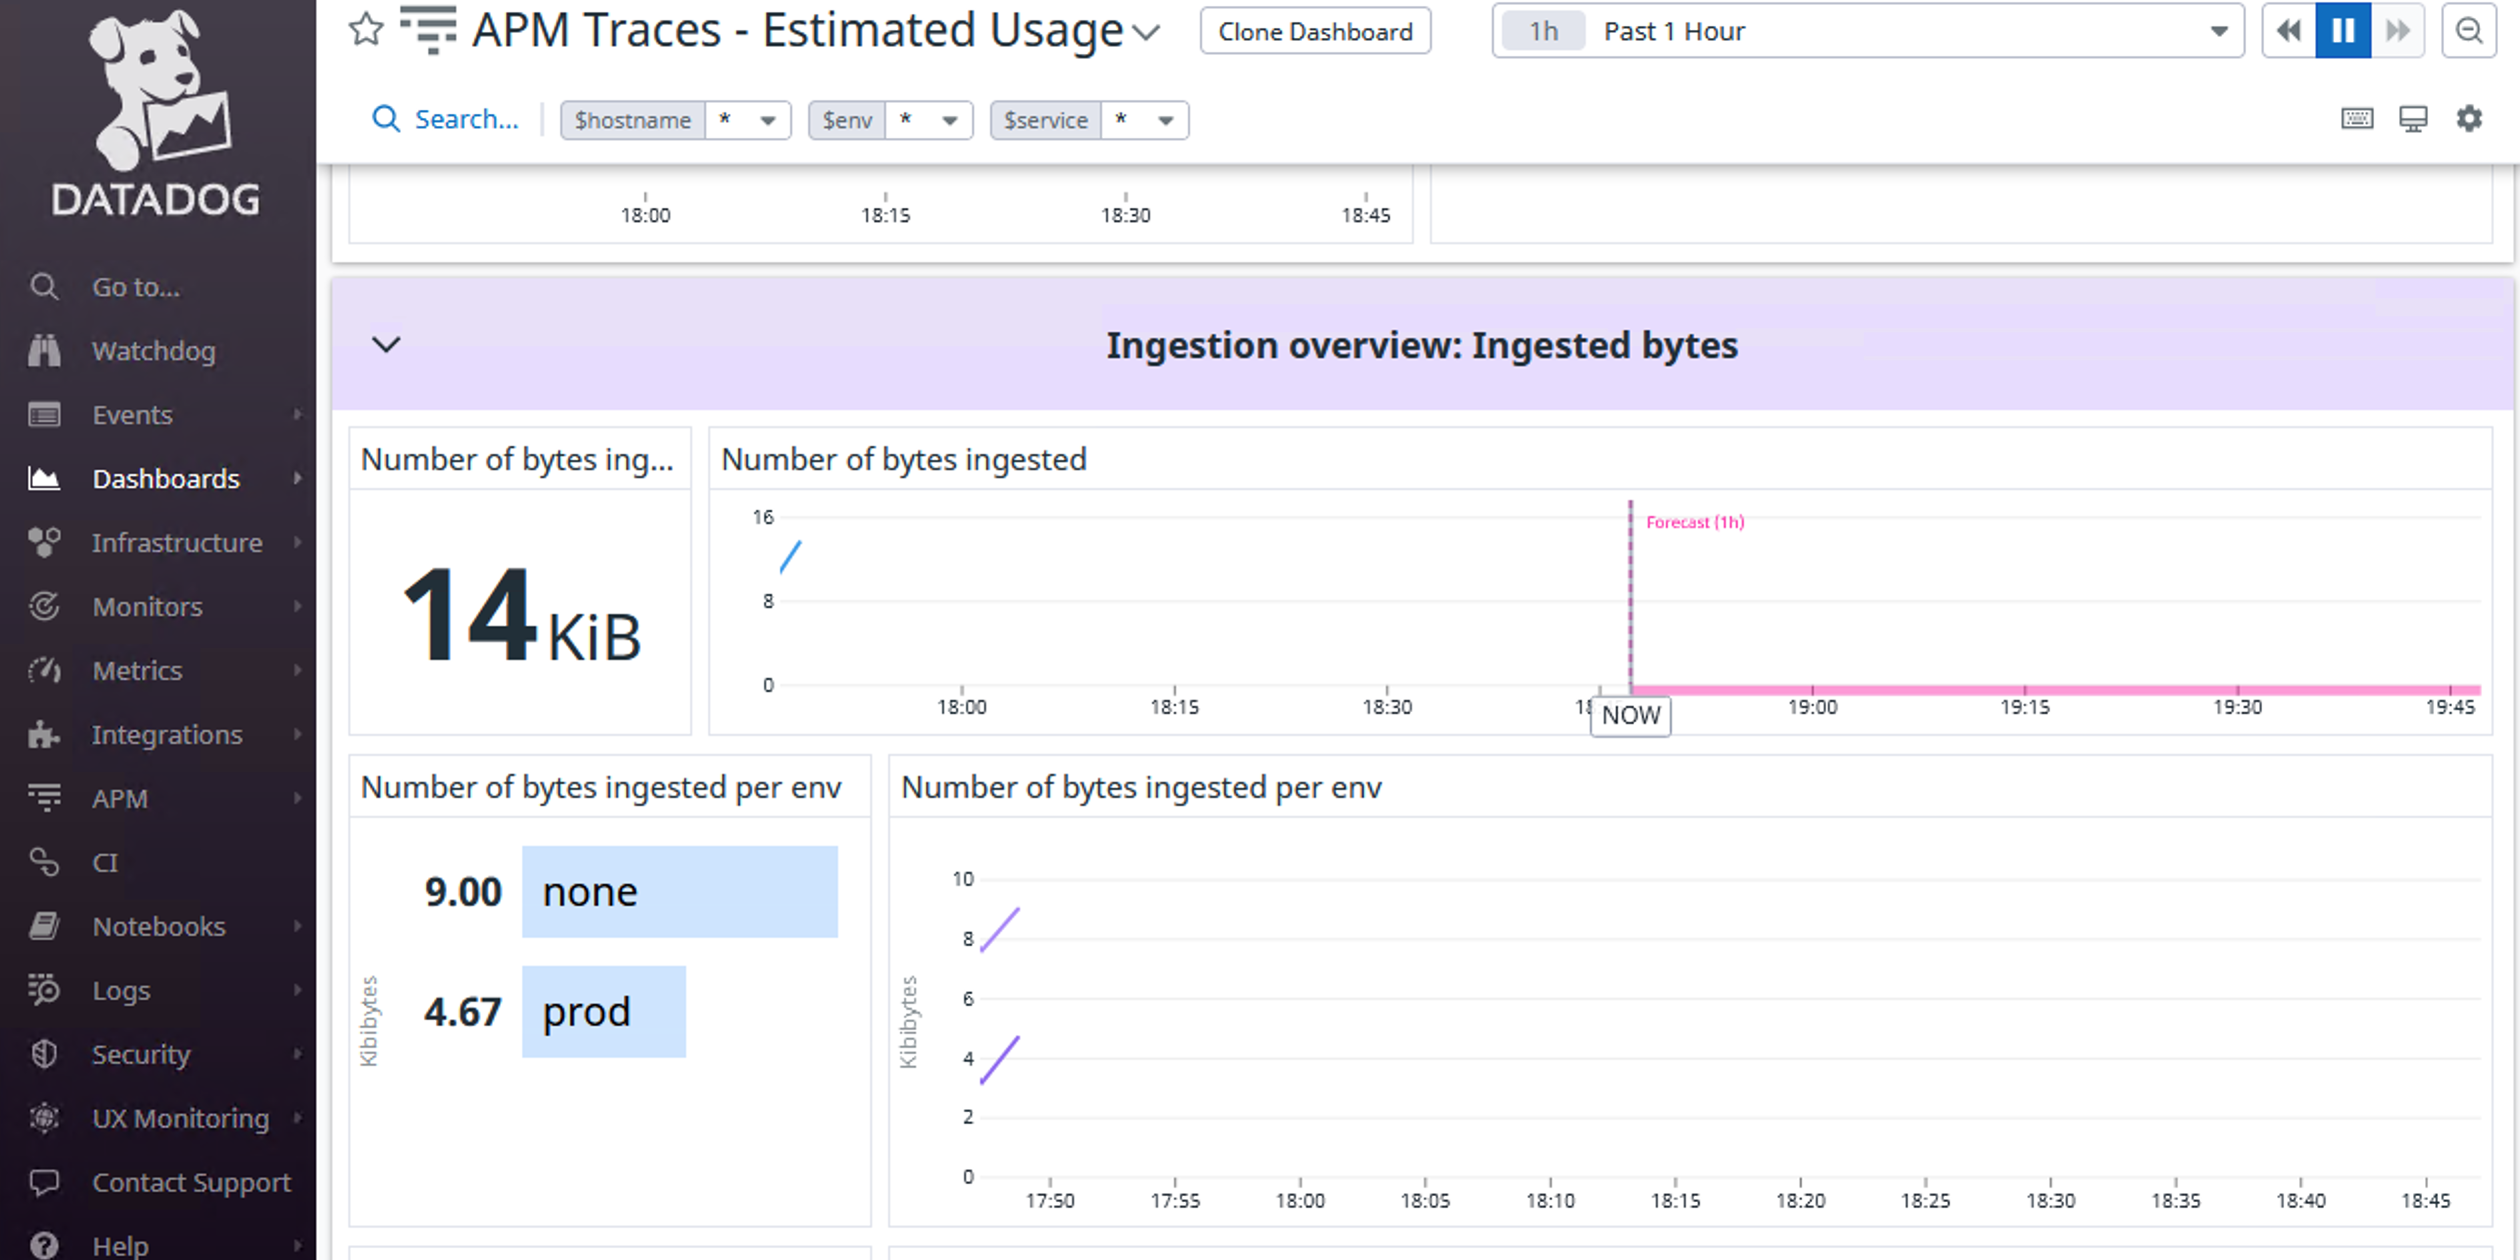 DATADOG
Go to...
Watchdog
Events
Dashboards
Infrastructure
Monitors
Metrics
Integrations
APM
CI
Notebooks
Logs
Security
UX Monitoring
Contact Support
Help
APM Traces - Estimated Usage
Clone Dashboard
1h Past 1 Hour
Search...
$hostname *
$env *
$service *
18:00 18:15 18:30 18:45
Ingestion overview: Ingested bytes
Number of bytes ing...
14 KiB
Number of bytes ingested
16
8
0
Forecast (1h)
18:00 18:15 18:30 18 NOW 19:00 19:15 19:30 19:45
Number of bytes ingested per env
Kibibytes
9.00 none
4.67 prod
Number of bytes ingested per env
Kibibytes
10
8
6
4
2
0
17:50 17:55 18:00 18:05 18:10 18:15 18:20 18:25 18:30 18:35 18:40 18:45